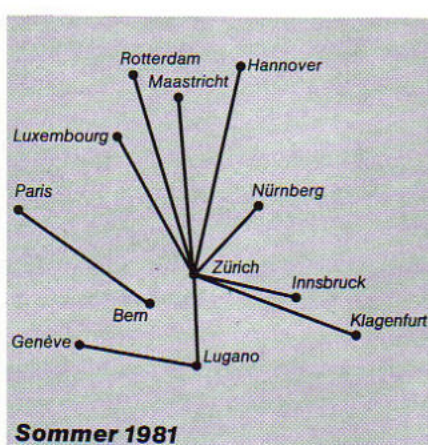 Rotterdam
Hannover
Maastricht
Luxembourg
Paris
Nürnberg
Zürich
Innsbruck
Bern
Klagenfurt
Genève
Lugano
Sommer 1981